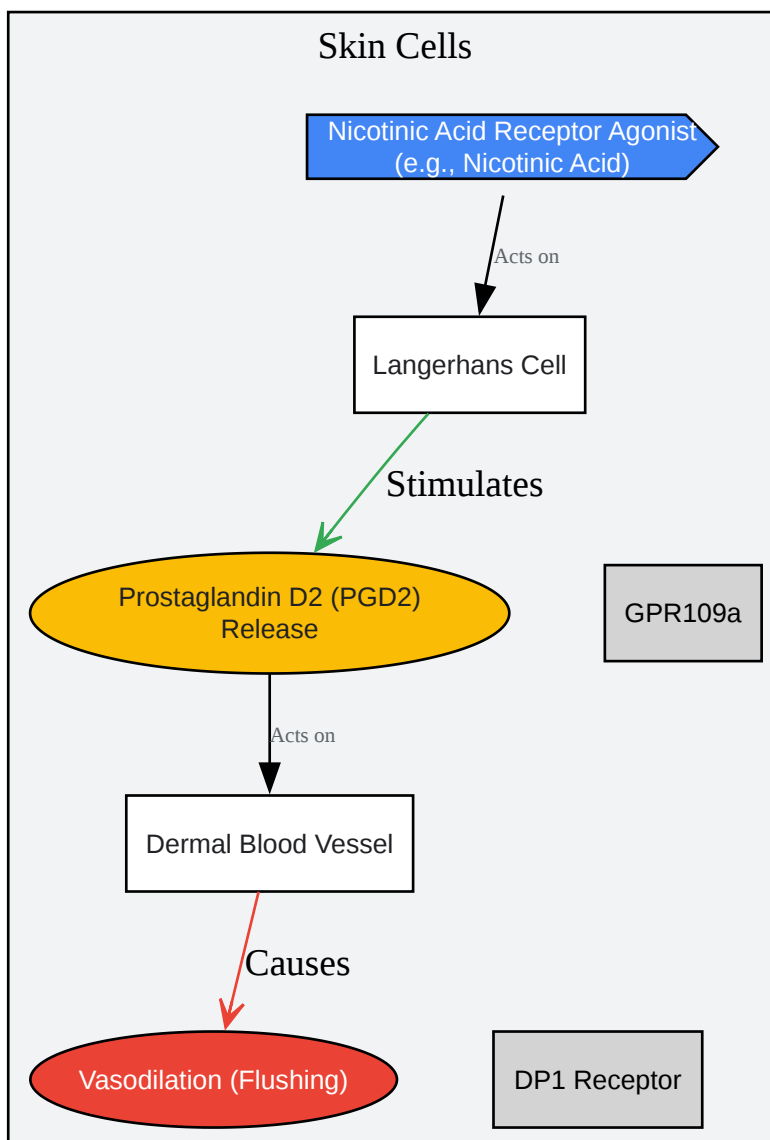 Skin Cells
Nicotinic Acid Receptor Agonist
(e.g., Nicotinic Acid)
Acts on
Langerhans Cell
Stimulates
Prostaglandin D2 (PGD2)
Release
GPR109a
Acts on
Dermal Blood Vessel
Causes
Vasodilation (Flushing)
DP1 Receptor